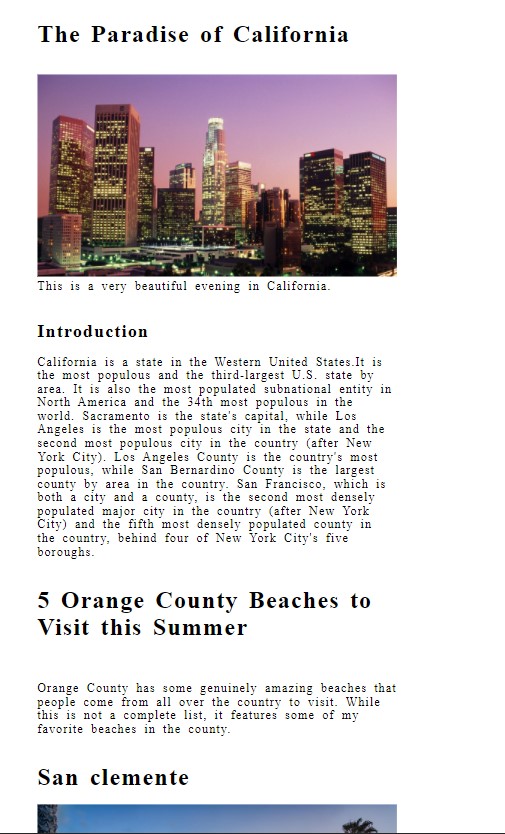 The Paradise of California
This is a very beautiful evening in California.
Introduction
California is a state in the Western United States.It is
the most populous and the third-largest U.S. state by
area. It is also the most populated subnational entity in
North America and the 34th most populous in the
world. Sacramento is the state's capital, while Los
Angeles is the most populous city in the state and the
second most populous city in the country (after New
York City). Los Angeles County is the country's most
populous, while San Bernardino County is the largest
county by area in the country. San Francisco, which is
both a city and a county, is the second most densely
populated major city in the country (after New York
City) and the fifth most densely populated county in
the country, behind four of New York City's five
boroughs.
5 Orange County Beaches to
Visit this Summer
Orange County has some genuinely amazing beaches that
people come from all over the country to visit. While
this is not a complete list, it features some of my
favorite beaches in the county.
San clemente